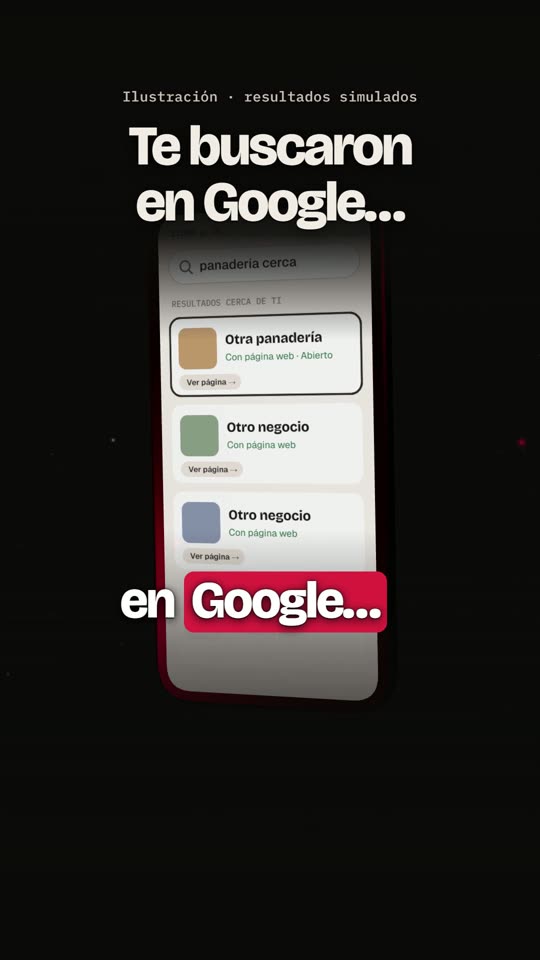 Ilustración · resultados simulados
Te buscaron
en Google...
panadería cerca
RESULTADOS CERCA DE TI
Otra panadería
Con página web · Abierto
Ver página →
Otro negocio
Con página web
Ver página →
Otro negocio
Con página web
Ver página →
en Google...